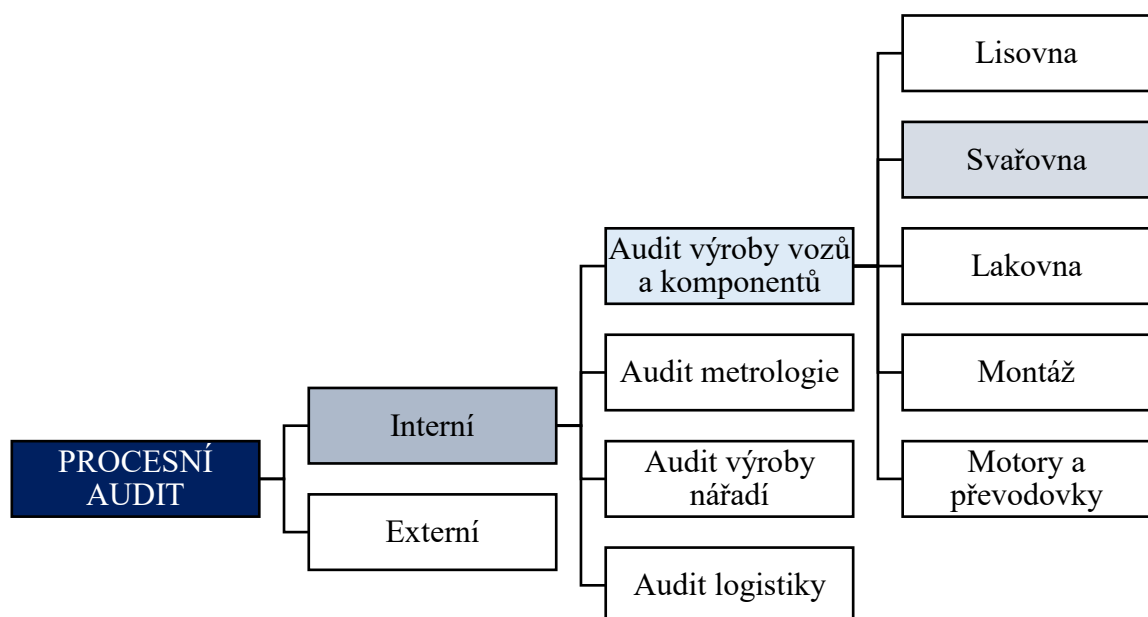 PROCESNÍ
AUDIT
Interní
Externí
Audit výroby vozů
a komponentů
Audit metrologie
Audit výroby
nářadí
Audit logistiky
Lisovna
Svařovna
Lakovna
Montáž
Motory a
převodovky